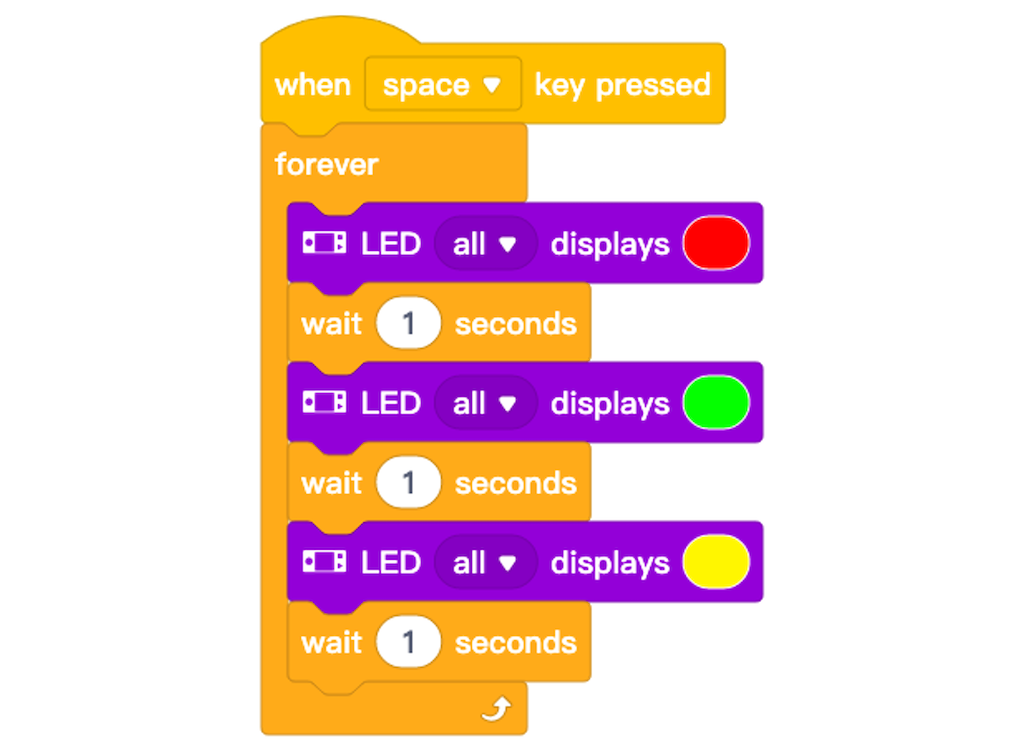 when space key pressed
forever
LED all displays
wait 1 seconds
LED all displays
wait 1 seconds
LED all displays
wait 1 seconds